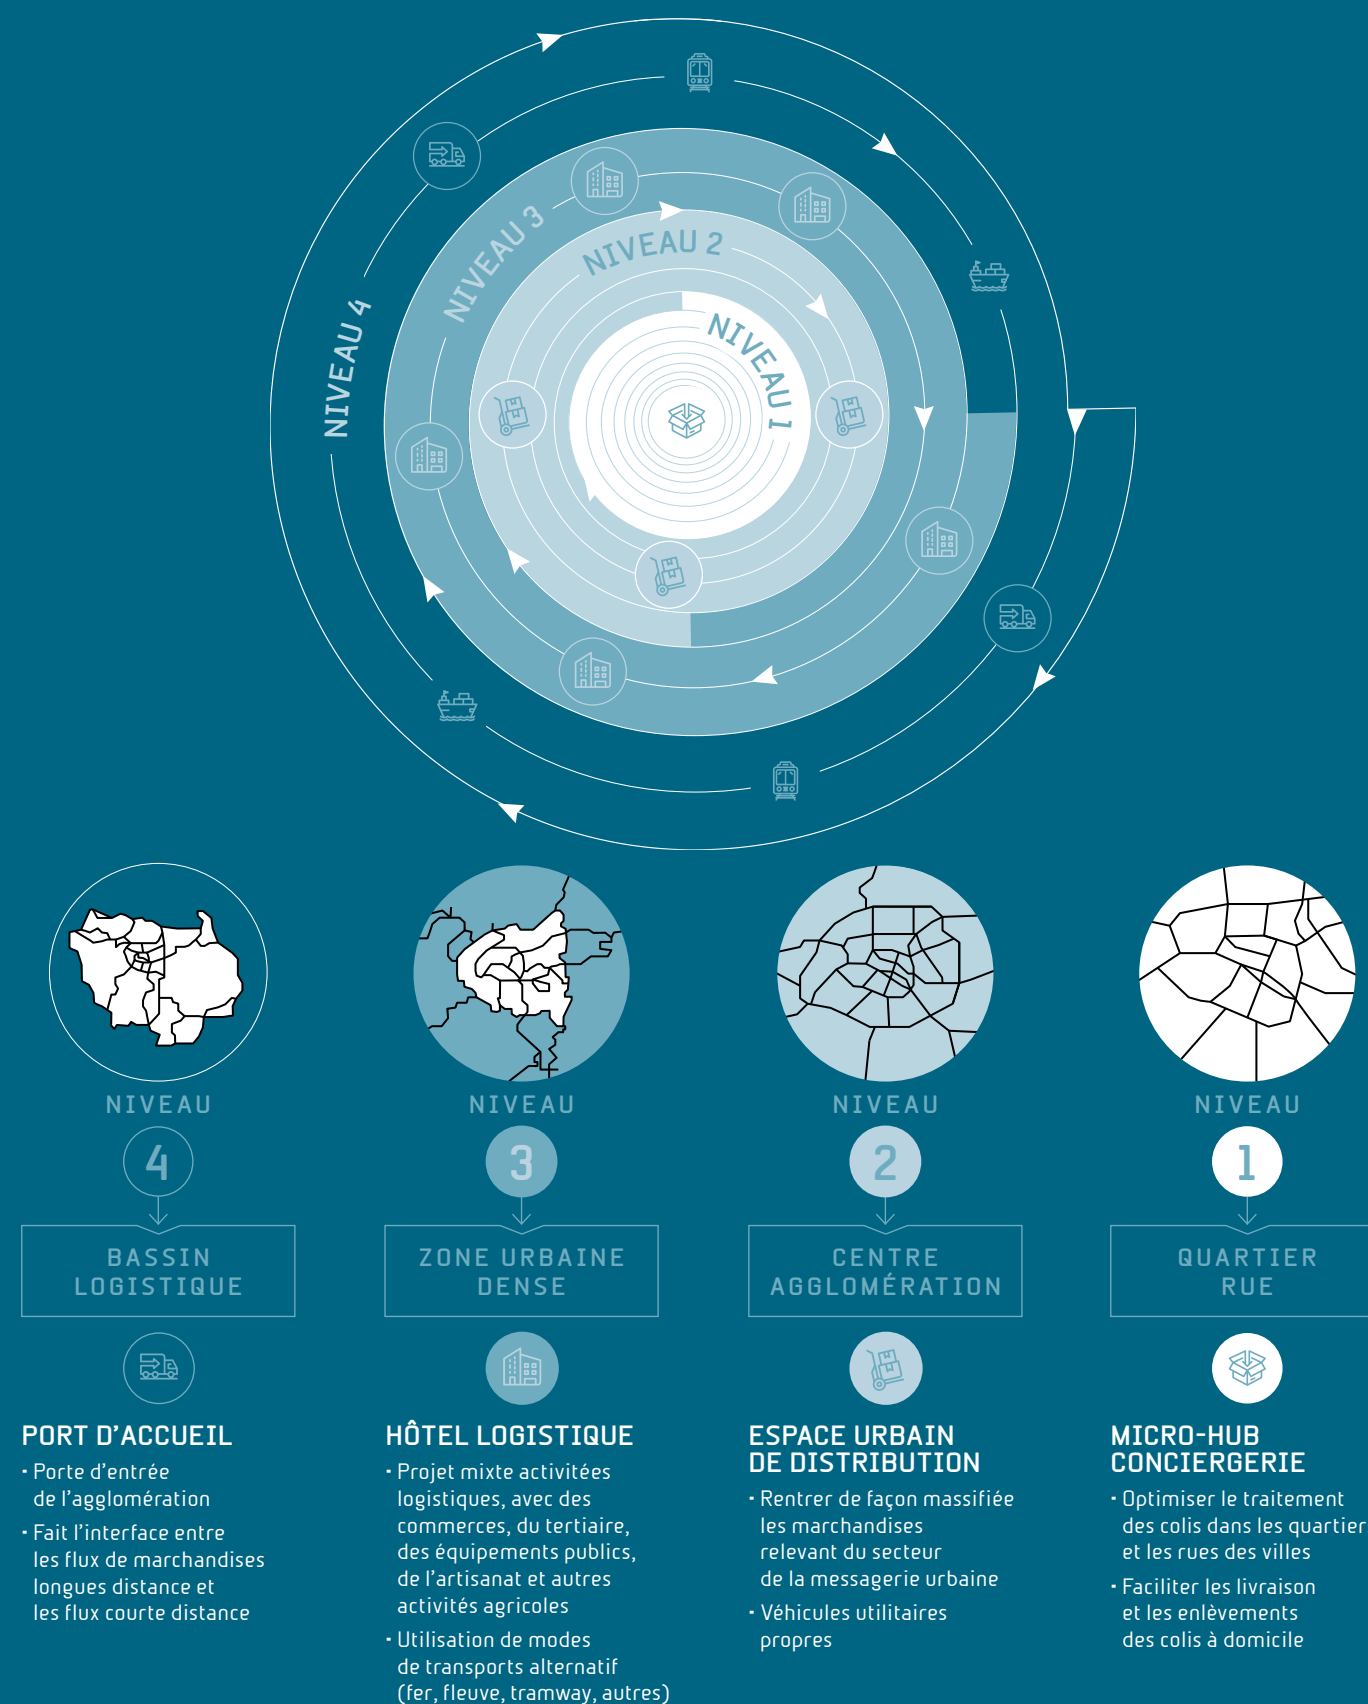 NIVEAU 4
NIVEAU 3
NIVEAU 2
NIVEAU 1
NIVEAU
4
BASSIN
LOGISTIQUE
PORT D'ACCUEIL
· Porte d'entrée
de l'agglomération
· Fait l'interface entre
les flux de marchandises
longues distance et
les flux courte distance
NIVEAU
3
ZONE URBAINE
DENSE
HÔTEL LOGISTIQUE
· Projet mixte activitées
logistiques, avec des
commerces, du tertiaire,
des équipements publics,
de l'artisanat et autres
activités agricoles
· Utilisation de modes
de transports alternatif
(fer, fleuve, tramway, autres)
NIVEAU
2
CENTRE
AGGLOMÉRATION
ESPACE URBAIN
DE DISTRIBUTION
· Rentrer de façon massifiée
les marchandises
relevant du secteur
de la messagerie urbaine
· Véhicules utilitaires
propres
NIVEAU
1
QUARTIER
RUE
MICRO-HUB
CONCIERGERIE
· Optimiser le traitement
des colis dans les quartier
et les rues des villes
· Faciliter les livraison
et les enlèvements
des colis à domicile